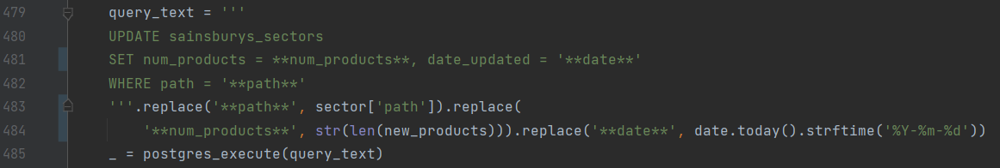 479 query_text = '''
480 UPDATE sainsburys_sectors
481 SET num_products = **num_products**, date_updated = '**date**'
482 WHERE path = '**path**'
483 '''.replace('**path**', sector['path']).replace(
484 '**num_products**', str(len(new_products))).replace('**date**', date.today().strftime('%Y-%m-%d'))
485 _ = postgres_execute(query_text)